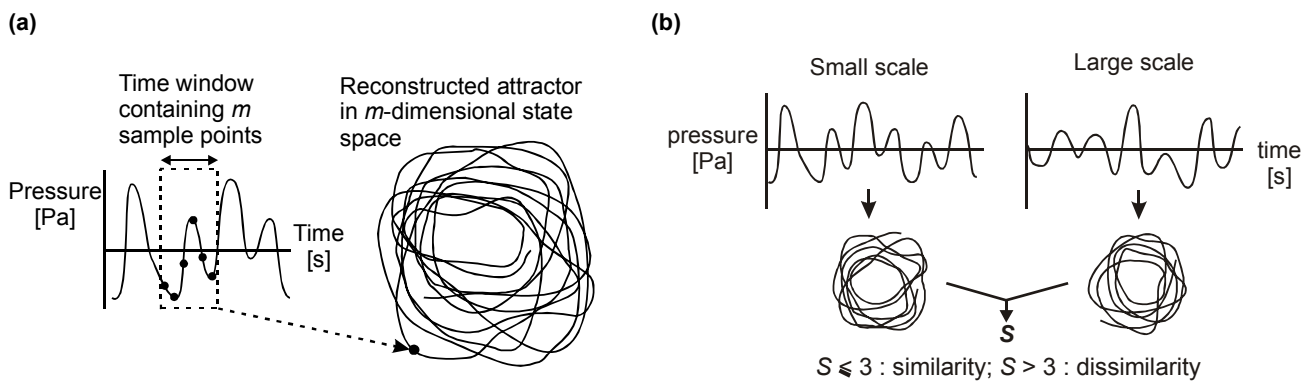 (a)
Time window
containing m
sample points
Reconstructed attractor
in m-dimensional state
space
Pressure
[Pa]
Time
[s]
(b)
Small scale
Large scale
pressure
[Pa]
time
[s]
S
S ⩽ 3 : similarity; S > 3 : dissimilarity